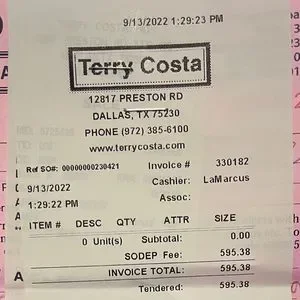 9/13/2022 1:29:23 PM
Terry Costa
12817 PRESTON RD
DALLAS, TX 75230
PHONE (972) 385-6100
www.terrycosta.com
Ref SO#: 00000000230421 Invoice # 330182
9/13/2022 Cashier: LaMarcus
1:29:22 PM Assoc:
ITEM # DESC QTY ATTR SIZE
0 Unit(s) Subtotal: 0.00
SODEP Fee: 595.38
INVOICE TOTAL: 595.38
Tendered: 595.38